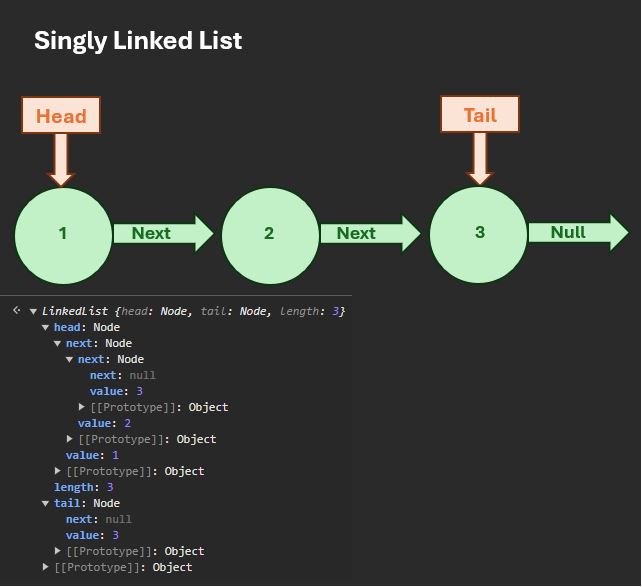 Singly Linked List
Head
Tail
1 Next 2 Next 3 Null
LinkedList {head: Node, tail: Node, length: 3}
head: Node
next: Node
next: Node
next: null
value: 3
[[Prototype]]: Object
value: 2
[[Prototype]]: Object
value: 1
[[Prototype]]: Object
length: 3
tail: Node
next: null
value: 3
[[Prototype]]: Object
[[Prototype]]: Object